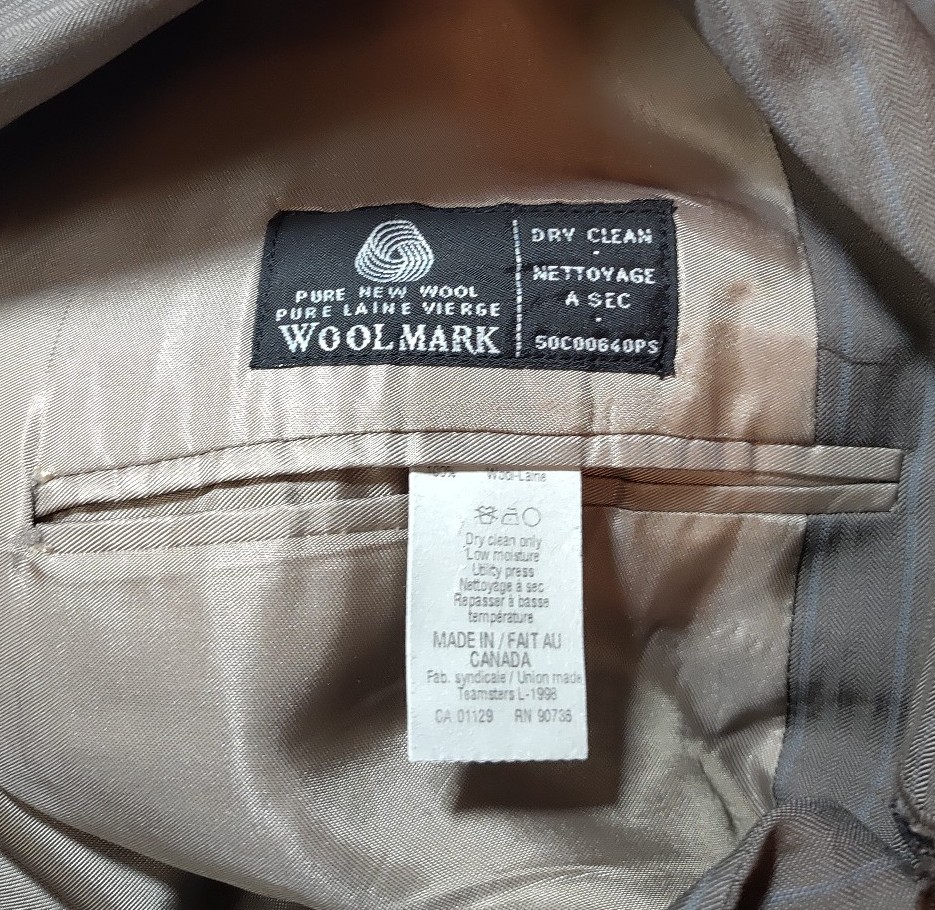 PURE NEW WOOL
PURE LAINE VIERGE
WOOLMARK
DRY CLEAN
NETTOYAGE
A SEC
50C00640PS
100% Wool-Laine
Dry clean only
Low moisture
Utility press
Nettoyage à sec
Repasser à basse
température
MADE IN / FAIT AU
CANADA
Fab. syndicale / Union made
Teamsters L-1998
CA 01129 RN 90736